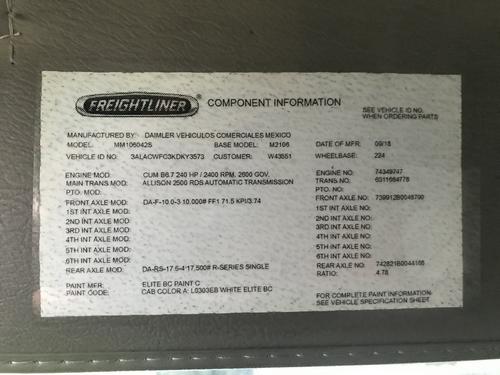 FREIGHTLINER® COMPONENT INFORMATION
SEE VEHICLE ID NO.
WHEN ORDERING PARTS
MANUFACTURED BY: DAIMLER VEHICULOS COMERCIALES MEXICO
MODEL: MM106042S BASE MODEL: M2106 DATE OF MFR: 09/18
VEHICLE ID NO: 3ALACWFC3KDKY3573 CUSTOMER: W43551 WHEELBASE: 224
ENGINE MOD: CUM B6.7 240 HP / 2400 RPM, 2600 GOV. ENGINE NO: 74349747
MAIN TRANS MOD: ALLISON 2500 RDS AUTOMATIC TRANSMISSION TRANS.NO: 6311664778
PTO. MOD: PTO. NO:
FRONT AXLE MOD: DA-F-10.0-3 10,000# FF1 71.5 KPI/3.74 FRONT AXLE NO: 739912B0046790
1ST INT AXLE MOD: 1ST INT AXLE NO:
2ND INT AXLE MOD: 2ND INT AXLE NO:
3RD INT AXLE MOD: 3RD INT AXLE NO:
4TH INT AXLE MOD: 4TH INT AXLE NO:
5TH INT AXLE MOD: 5TH INT AXLE NO:
6TH INT AXLE MOD: 6TH INT AXLE NO:
REAR AXLE MOD: DA-RS-17.5-4 17,500# R-SERIES SINGLE REAR AXLE NO: 742821B0044166
RATIO: 4.78
PAINT MFR: ELITE BC PAINT C
PAINT CODE: CAB COLOR A: L0303EB WHITE ELITE BC
FOR COMPLETE PAINT INFORMATION:
SEE VEHICLE SPECIFICATION SHEET